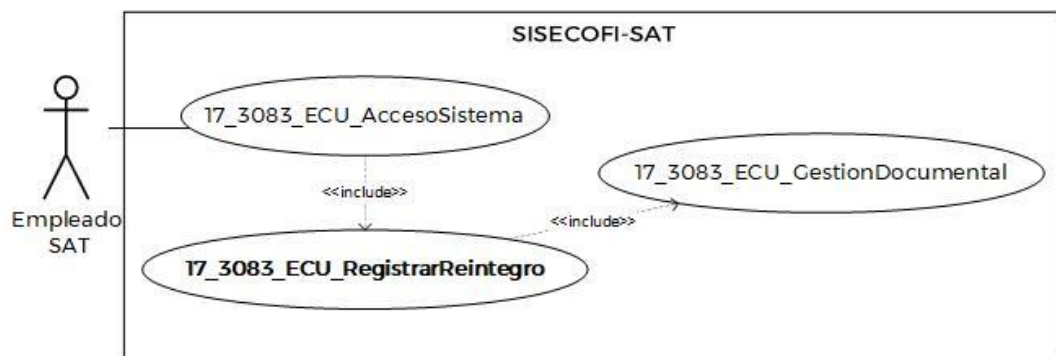 SISECOFI-SAT
17_3083_ECU_AccesoSistema
<<include>>
17_3083_ECU_GestionDocumental
<<include>>
Empleado
SAT
17_3083_ECU_RegistrarReintegro